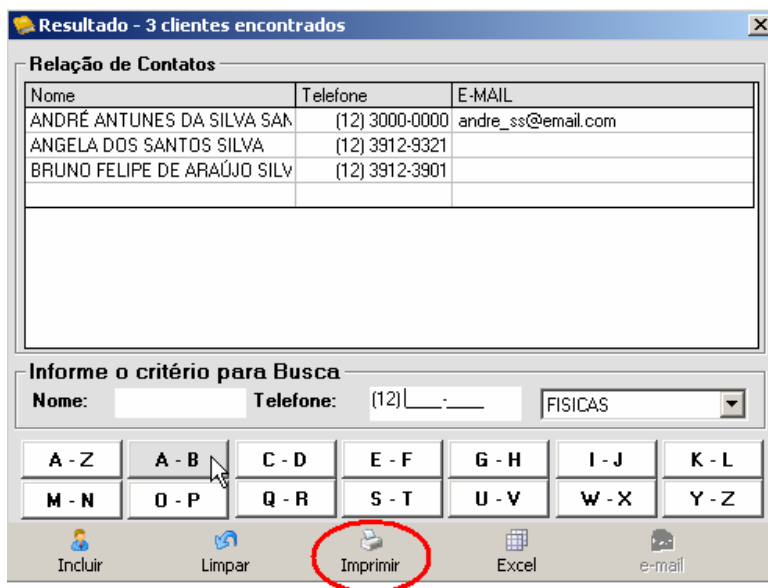 Resultado - 3 clientes encontrados
Relação de Contatos
Nome Telefone E-MAIL
ANDRÉ ANTUNES DA SILVA SAN (12) 3000-0000 andre_ss@email.com
ANGELA DOS SANTOS SILVA (12) 3912-9321
BRUNO FELIPE DE ARAÚJO SILV (12) 3912-3901
Informe o critério para Busca
Nome: Telefone: (12)____-____ FISICAS
A - Z A - B C - D E - F G - H I - J K - L
M - N O - P Q - R S - T U - V W - X Y - Z
Incluir Limpar Imprimir Excel e-mail